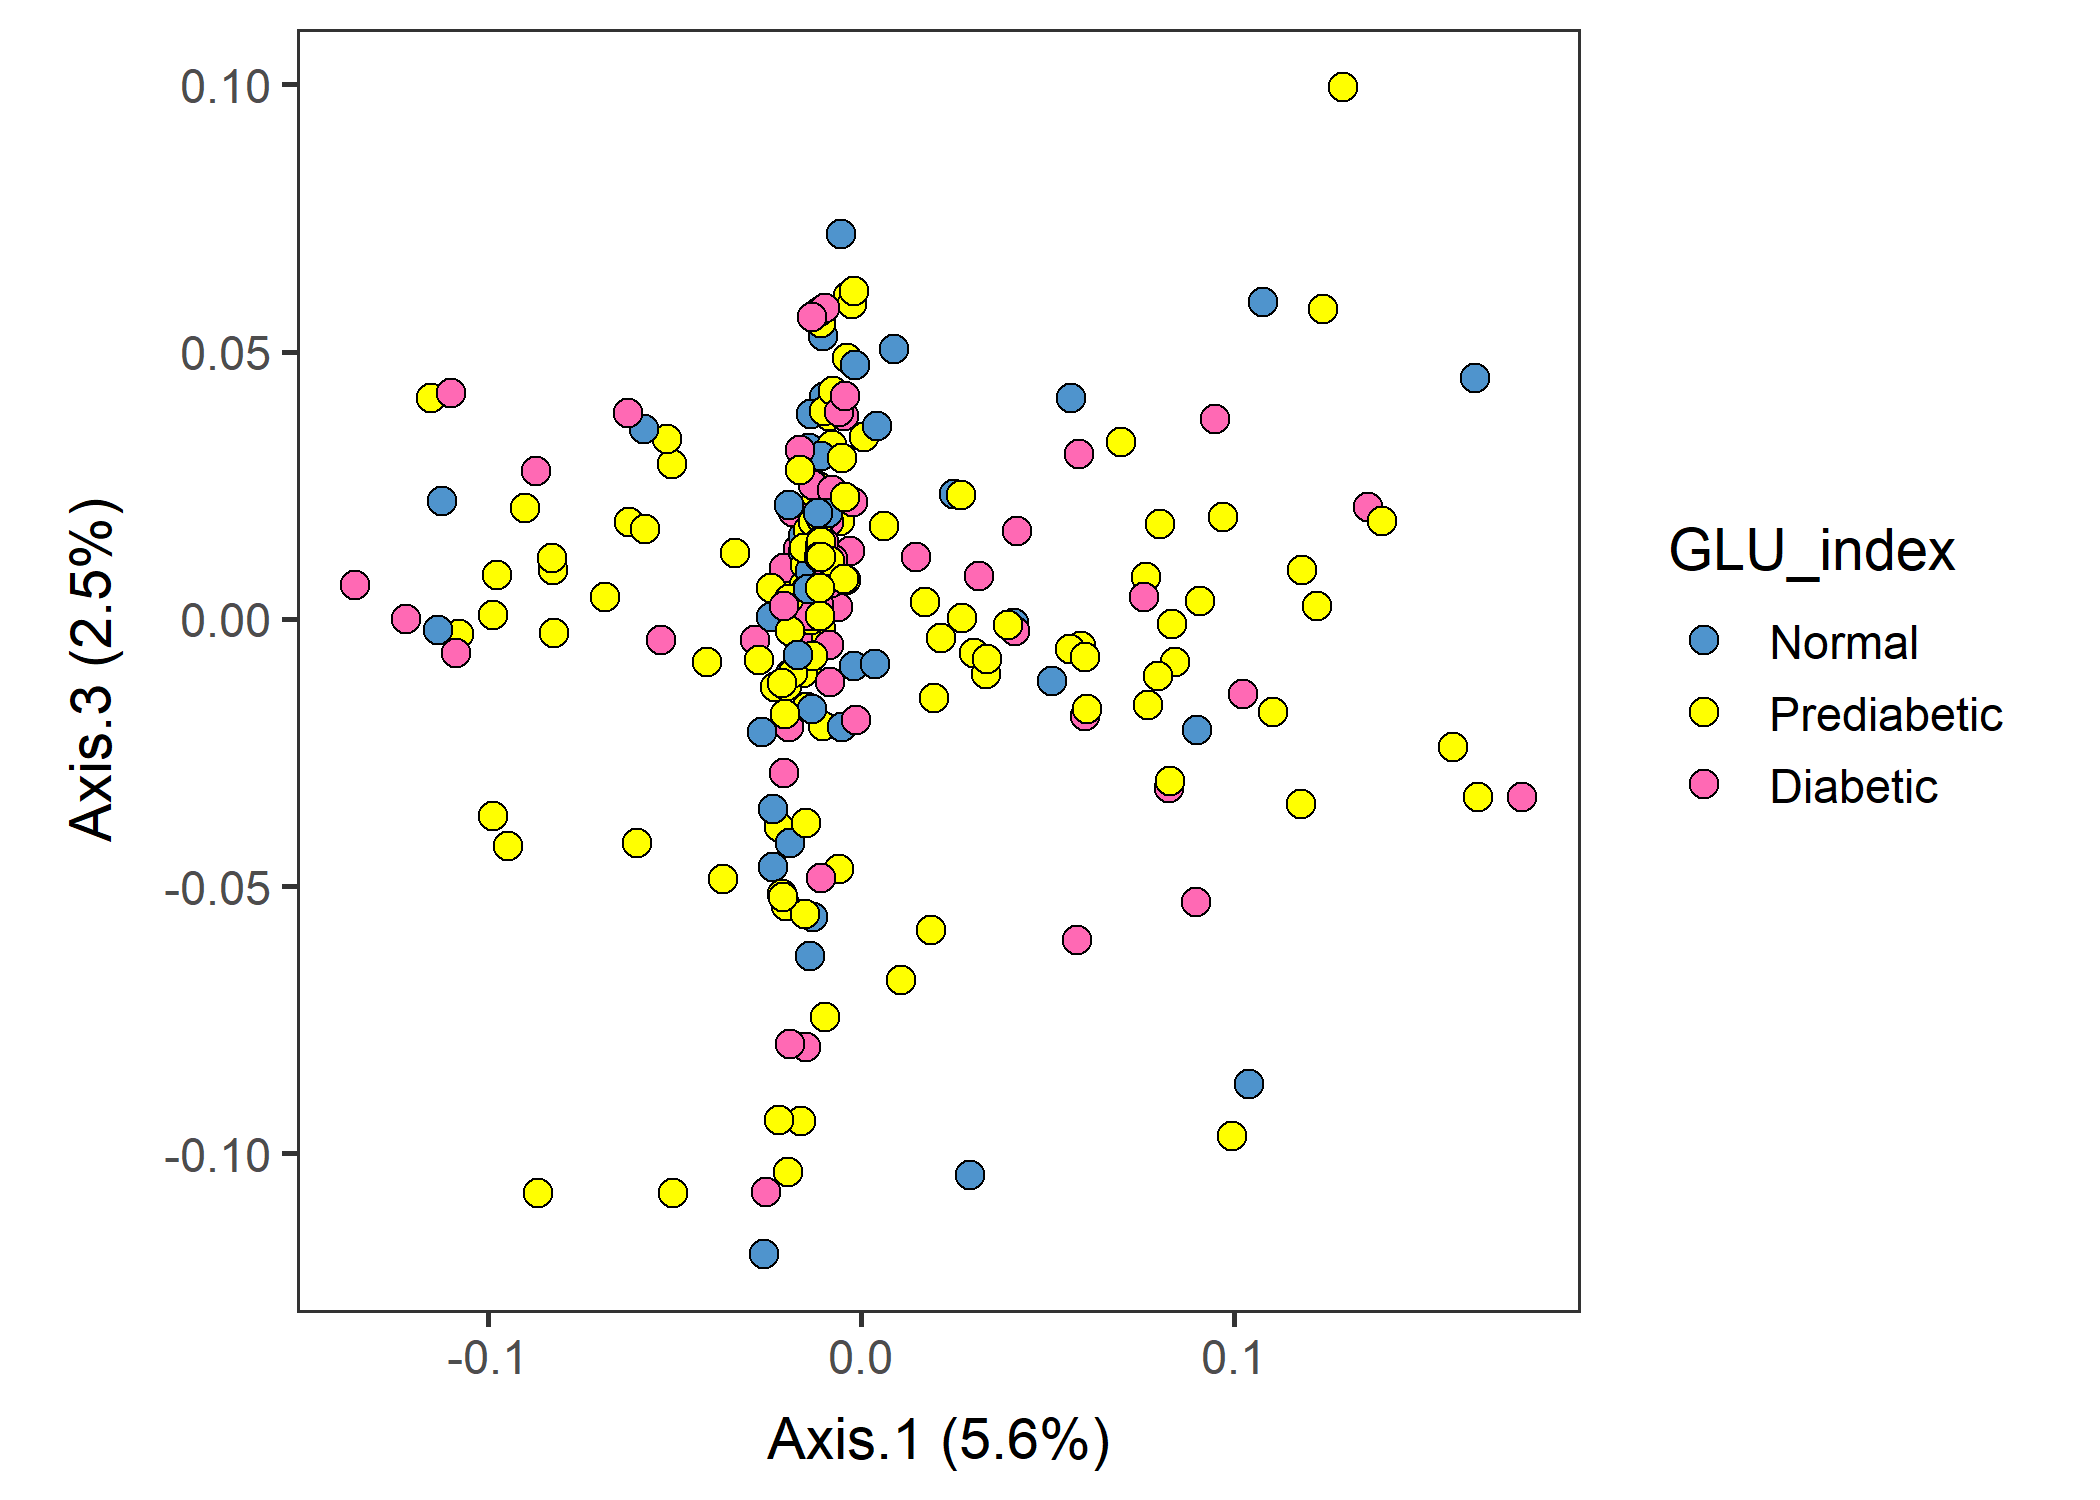 0.10
0.05
0.00
-0.05
-0.10
Axis.3 (2.5%)
-0.1
0.0
0.1
Axis.1 (5.6%)
GLU_index
Normal
Prediabetic
Diabetic